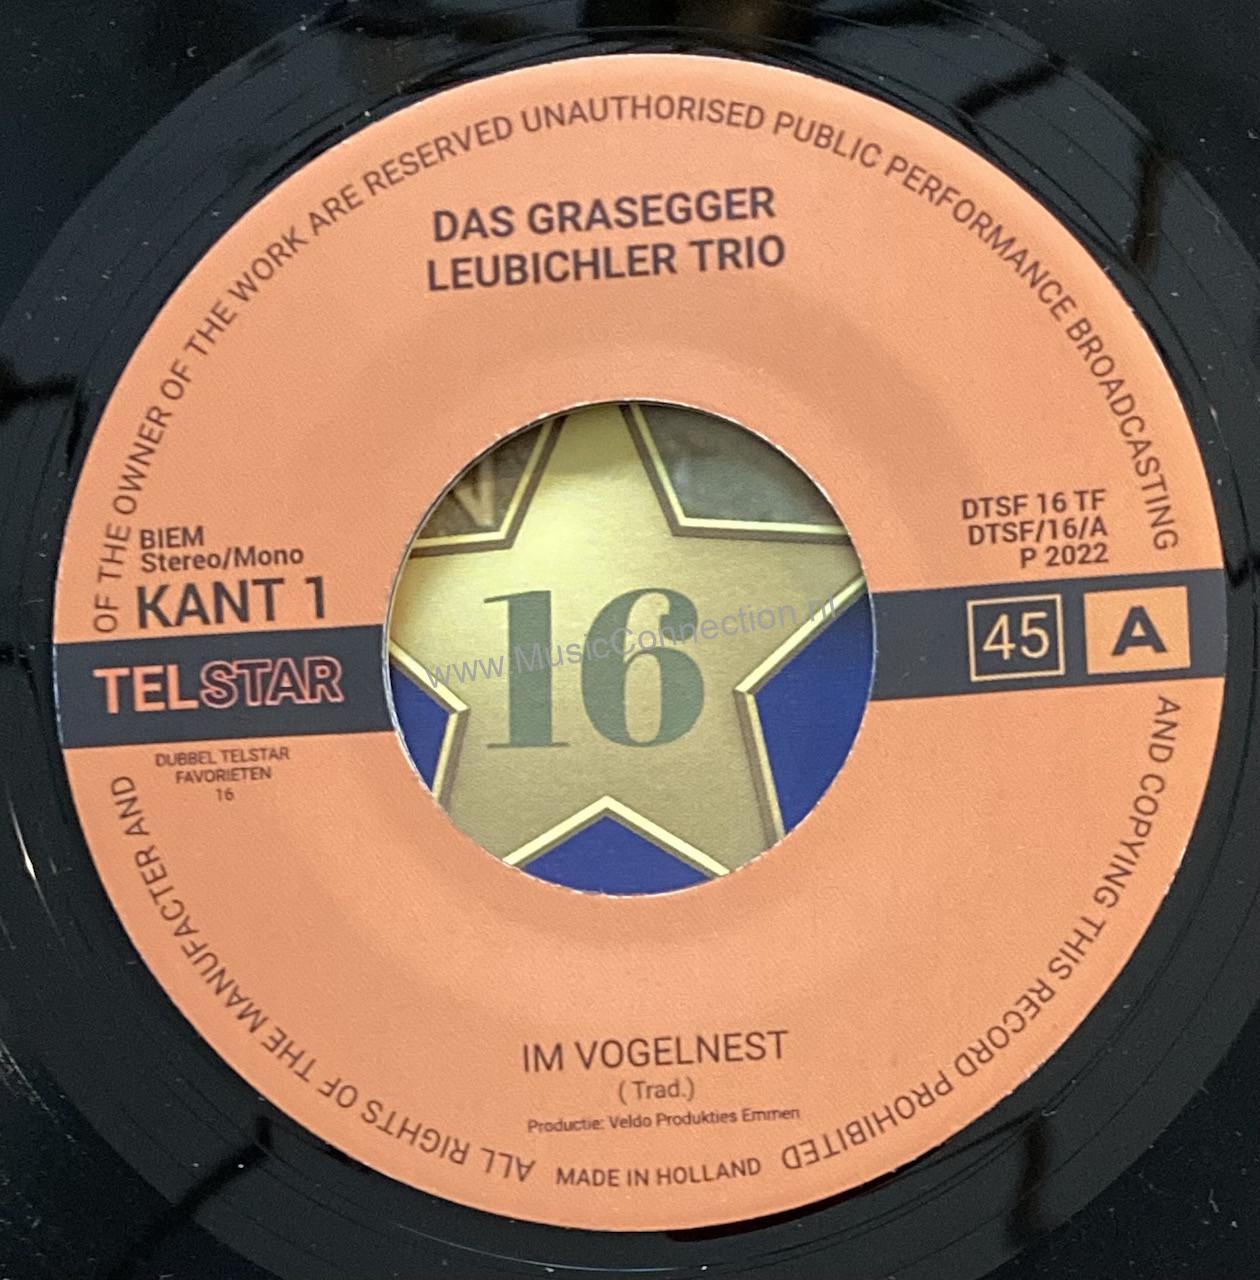 ALL RIGHTS OF THE MANUFACTER AND OF THE OWNER OF THE WORK ARE RESERVED UNAUTHORISED PUBLIC PERFORMANCE BROADCASTING AND COPYING THIS RECORD PROHIBITED
DAS GRASEGGER
LEUBICHLER TRIO
BIEM
Stereo/Mono
KANT 1
TELSTAR
DUBBEL TELSTAR
FAVORIETEN
16
16
www.MusicConnection.nl
DTSF 16 TF
DTSF/16/A
P 2022
45 A
IM VOGELNEST
( Trad.)
Productie: Veldo Produkties Emmen
MADE IN HOLLAND